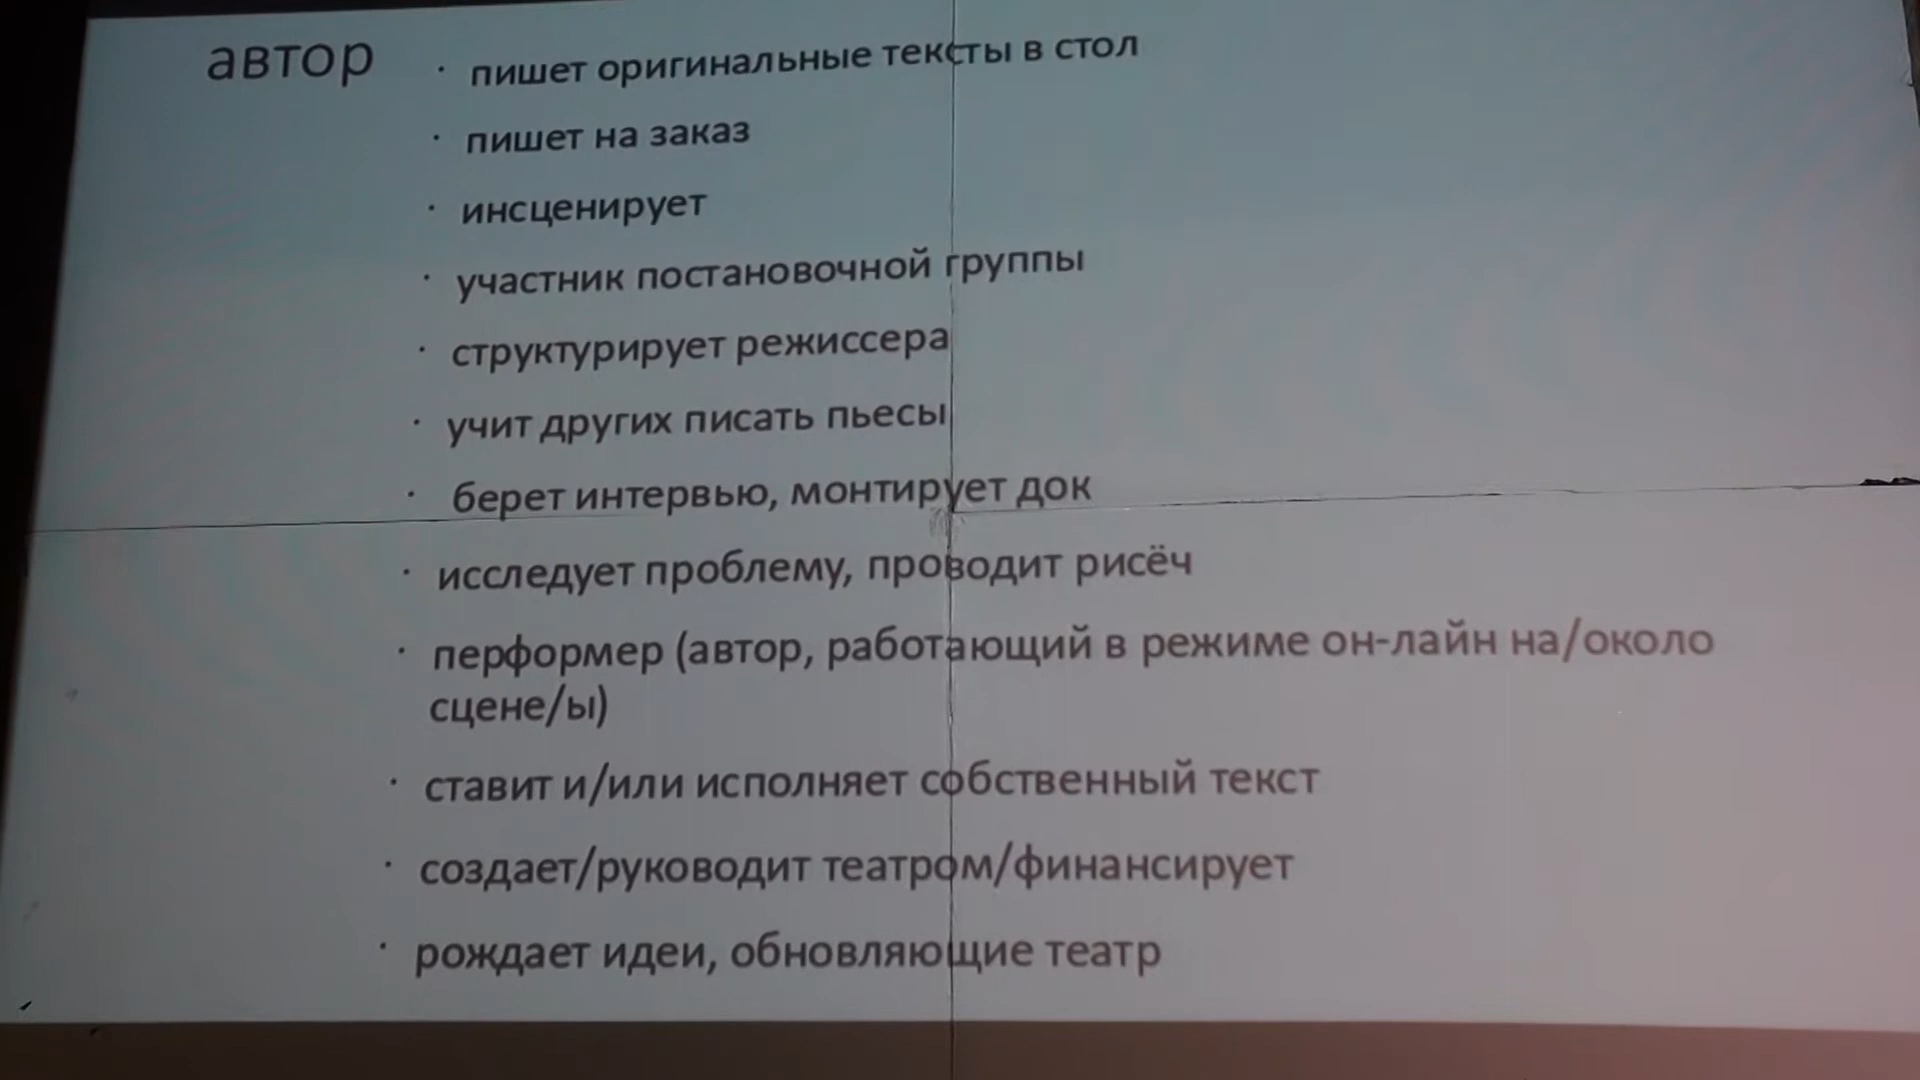 автор
· пишет оригинальные тексты в стол
· пишет на заказ
· инсценирует
· участник постановочной группы
· структурирует режиссера
· учит других писать пьесы
· берет интервью, монтирует док
· исследует проблему, проводит рисёч
· перформер (автор, работающий в режиме он-лайн на/около
сцене/ы)
· ставит и/или исполняет собственный текст
· создает/руководит театром/финансирует
· рождает идеи, обновляющие театр